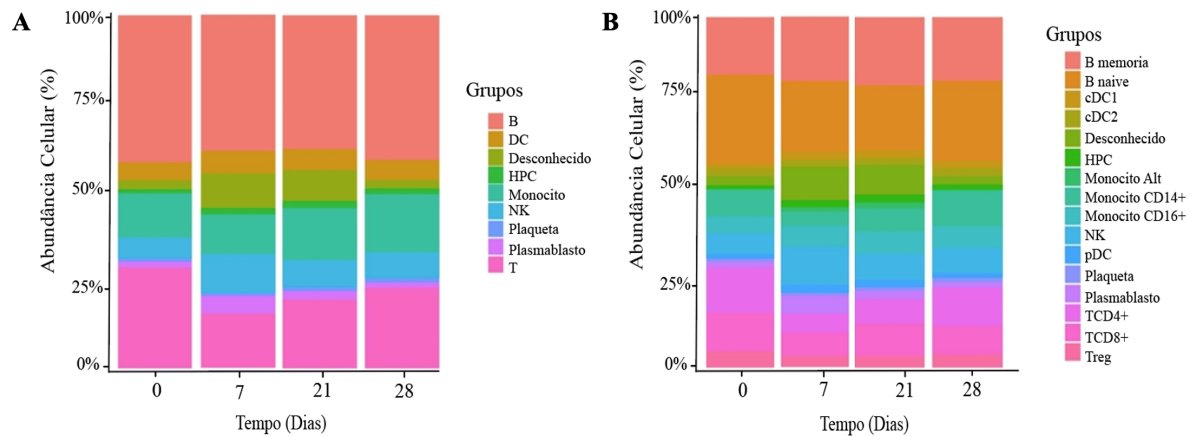 A
Abundância Celular (%)
100%
75%
50%
25%
0%
0 7 21 28
Tempo (Dias)
Grupos
B
DC
Desconhecido
HPC
Monocito
NK
Plaqueta
Plasmablasto
T
B
Abundância Celular (%)
100%
75%
50%
25%
0%
0 7 21 28
Tempo (Dias)
Grupos
B memoria
B naive
cDC1
cDC2
Desconhecido
HPC
Monocito Alt
Monocito CD14+
Monocito CD16+
NK
pDC
Plaqueta
Plasmablasto
TCD4+
TCD8+
Treg